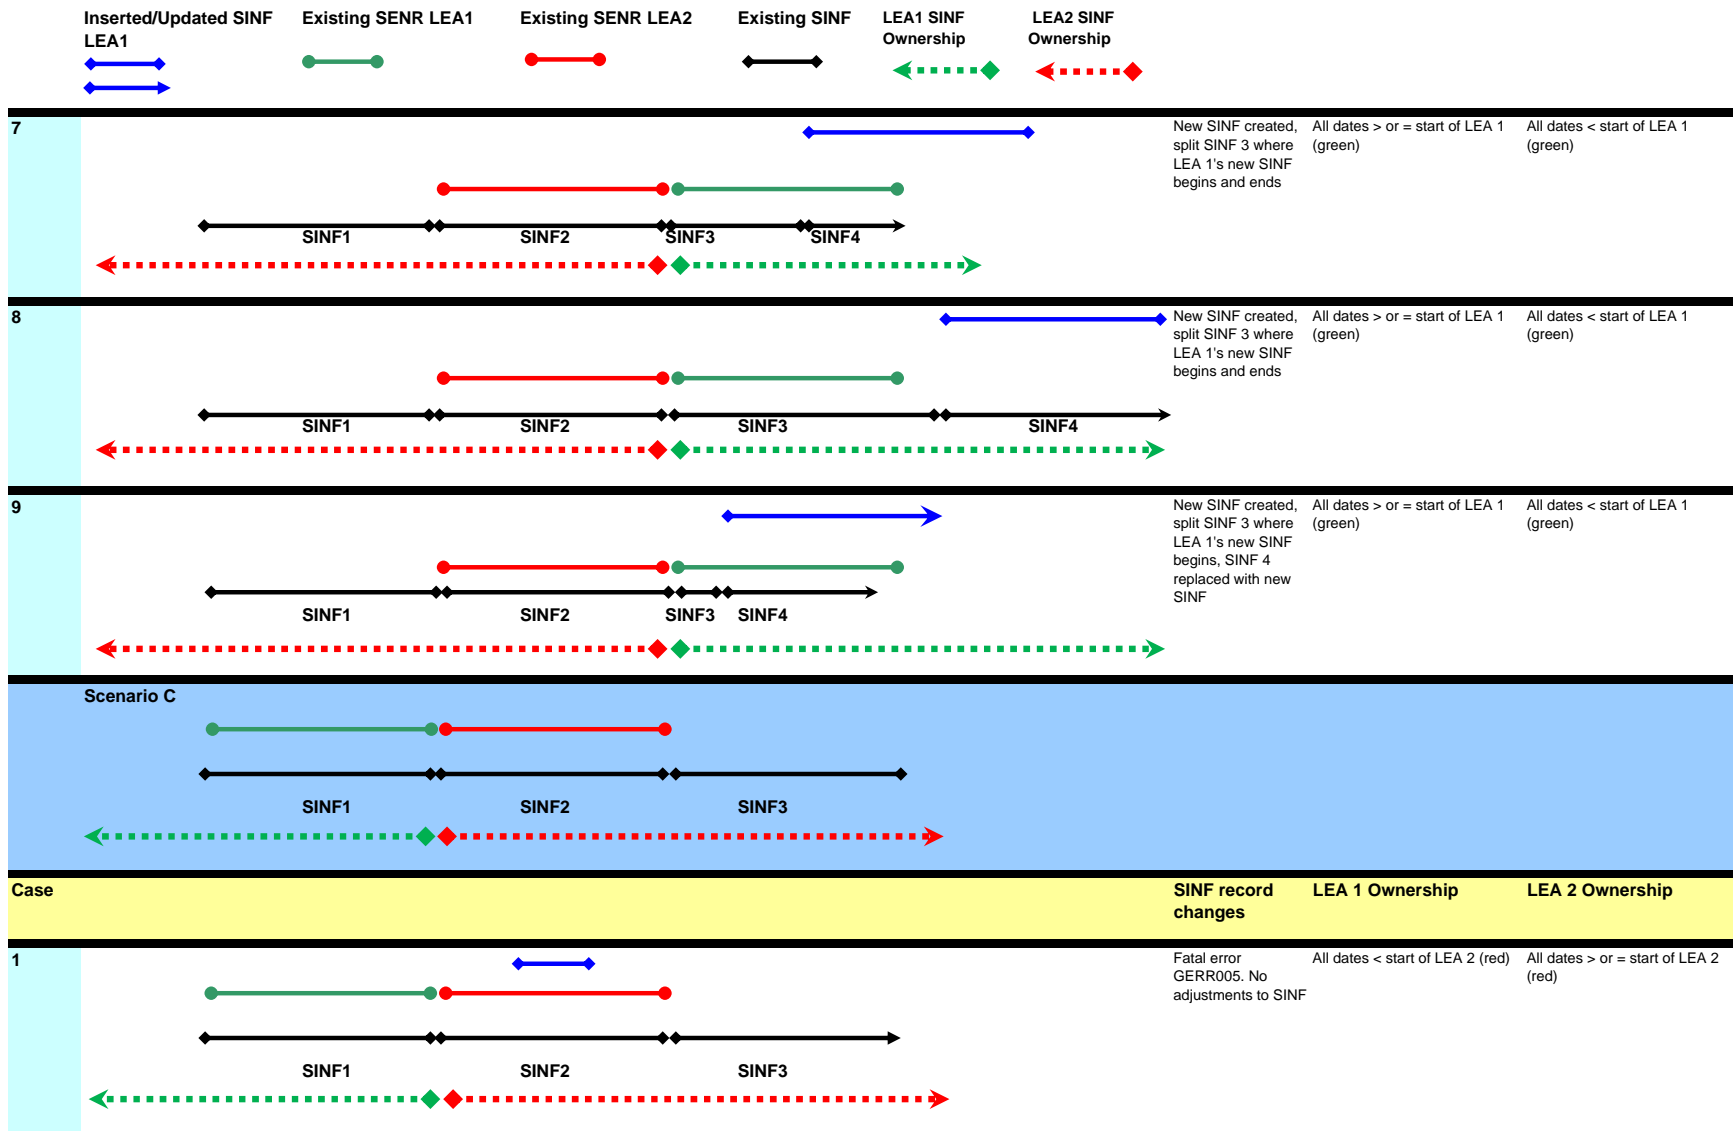 Inserted/Updated SINF LEA1
Existing SENR LEA1
Existing SENR LEA2
Existing SINF
LEA1 SINF
Ownership
LEA2 SINF
Ownership
7
New SINF created,
split SINF 3 where
LEA 1's new SINF
begins and ends
All dates > or = start of LEA 1
(green)
All dates < start of LEA 1
(green)
SINF1
SINF2
SINF3
SINF4
8
New SINF created,
split SINF 3 where
LEA 1's new SINF
begins and ends
All dates > or = start of LEA 1
(green)
All dates < start of LEA 1
(green)
SINF1
SINF2
SINF3
SINF4
9
New SINF created,
split SINF 3 where
LEA 1's new SINF
begins, SINF 4
replaced with new
SINF
All dates > or = start of LEA 1
(green)
All dates < start of LEA 1
(green)
SINF1
SINF2
SINF3
SINF4
Scenario C
SINF1
SINF2
SINF3
Case
SINF record
changes
LEA 1 Ownership
LEA 2 Ownership
1
Fatal error
GERR005. No
adjustments to SINF
All dates < start of LEA 2 (red)
All dates > or = start of LEA 2
(red)
SINF1
SINF2
SINF3